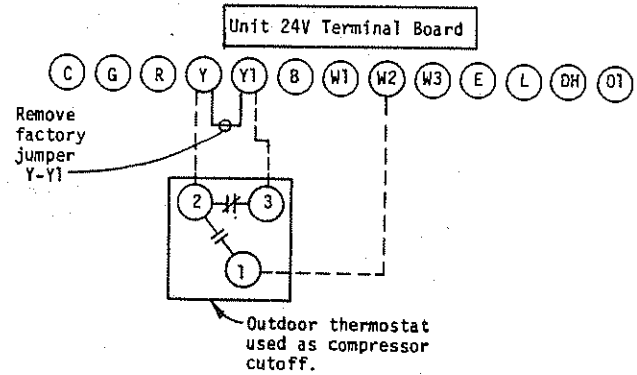 Unit 24V Terminal Board
C G R Y Y1 B W1 W2 W3 E L DH O1
Remove
factory
jumper
Y-Y1
2 3
1
Outdoor thermostat
used as compressor
cutoff.